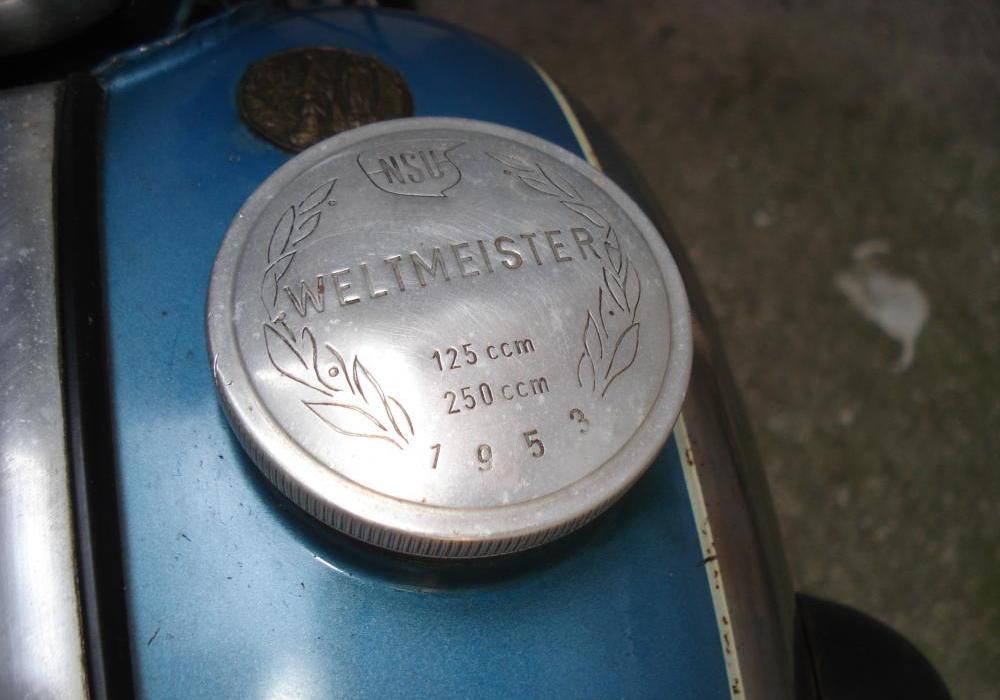 NSU
WELTMEISTER
125 ccm
250 ccm
1953